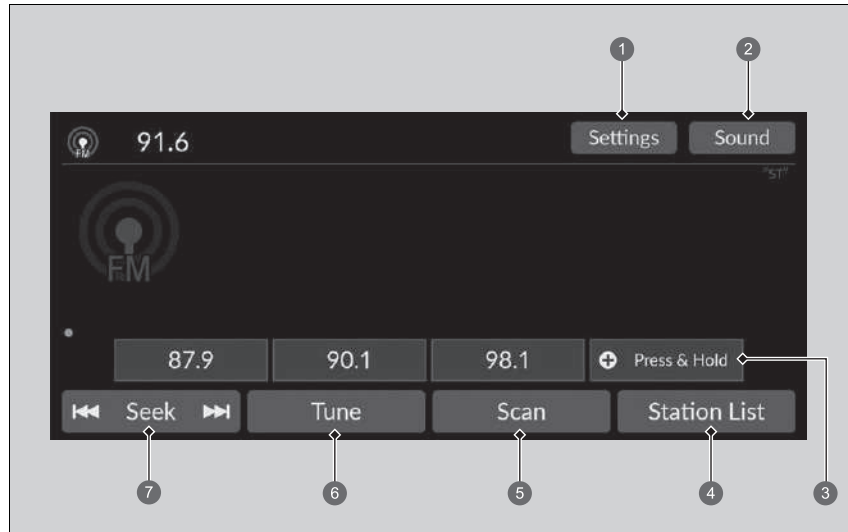 1 2
FM 91.6 Settings Sound
"ST"
FM
87.9 90.1 98.1 Press & Hold
Seek Tune Scan Station List
7 6 5 4 3